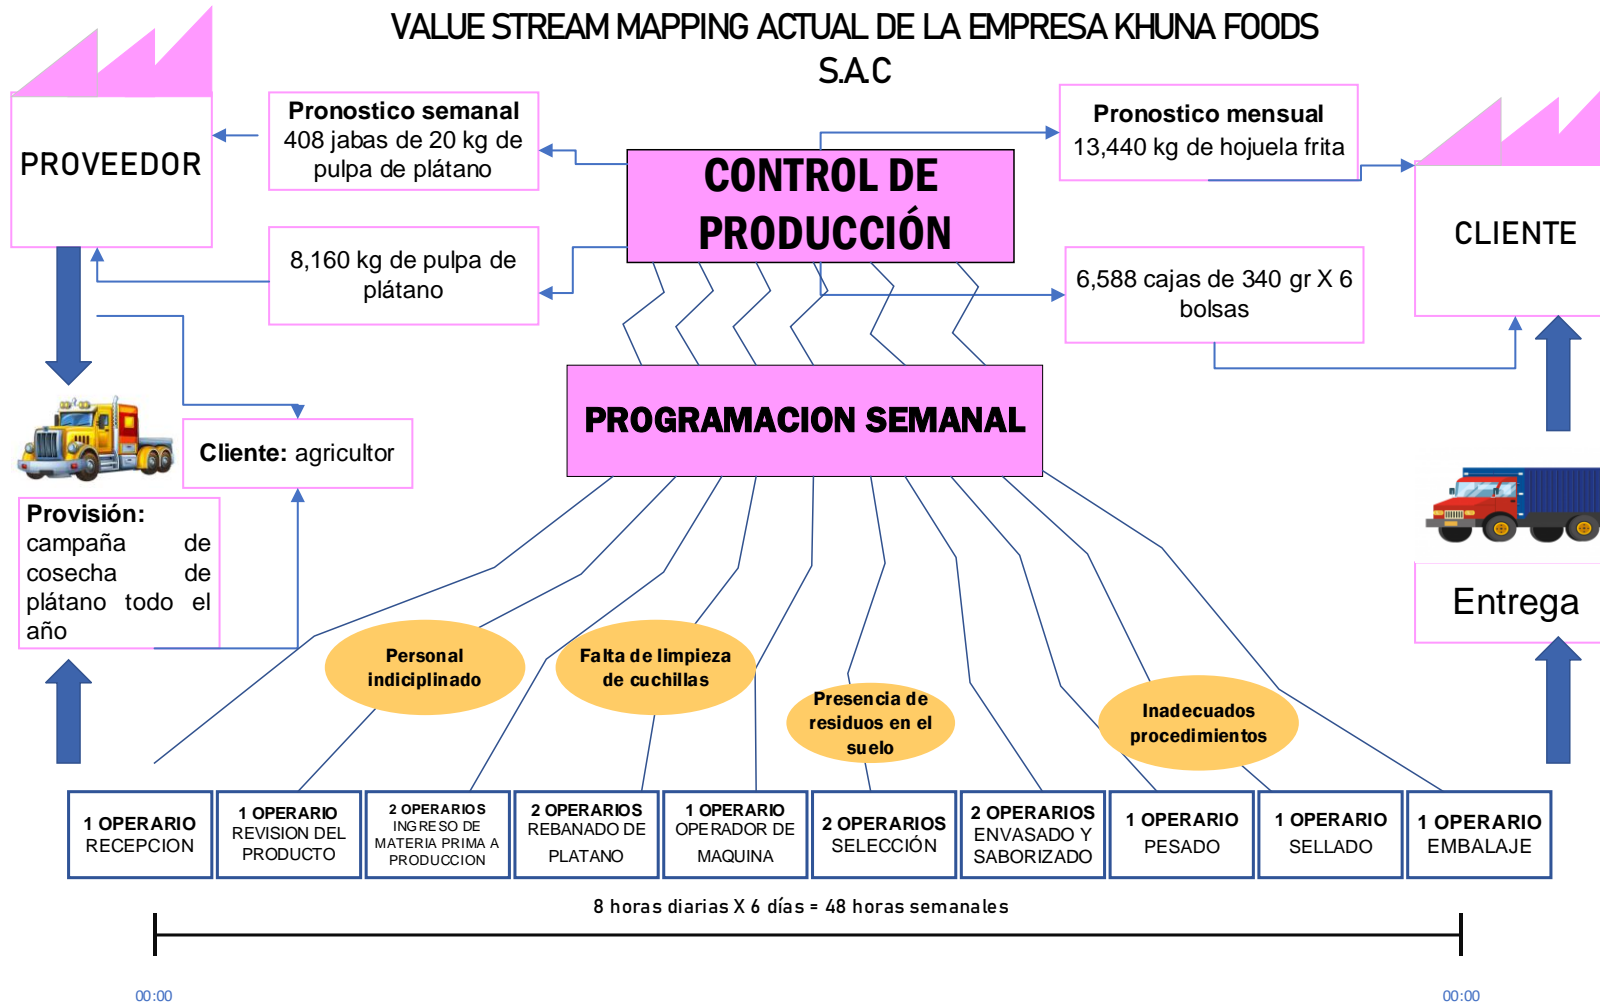 VALUE STREAM MAPPING ACTUAL DE LA EMPRESA KHUNA FOODS
S.A.C
PROVEEDOR
Pronostico semanal
408 jabas de 20 kg de
pulpa de plátano
8,160 kg de pulpa de
plátano
CONTROL DE
PRODUCCIÓN
Pronostico mensual
13,440 kg de hojuela frita
6,588 cajas de 340 gr X 6
bolsas
CLIENTE
PROGRAMACION SEMANAL
Cliente: agricultor
Provisión:
campaña de
cosecha de
plátano todo el
año
Entrega
Personal
indiciplinado
Falta de limpieza
de cuchillas
Presencia de
residuos en el
suelo
Inadecuados
procedimientos
1 OPERARIO
RECEPCION
1 OPERARIO
REVISION DEL
PRODUCTO
2 OPERARIOS
INGRESO DE
MATERIA PRIMA A
PRODUCCION
2 OPERARIOS
REBANADO DE
PLATANO
1 OPERARIO
OPERADOR DE
MAQUINA
2 OPERARIOS
SELECCIÓN
2 OPERARIOS
ENVASADO Y
SABORIZADO
1 OPERARIO
PESADO
1 OPERARIO
SELLADO
1 OPERARIO
EMBALAJE
8 horas diarias X 6 días = 48 horas semanales
00:00
00:00